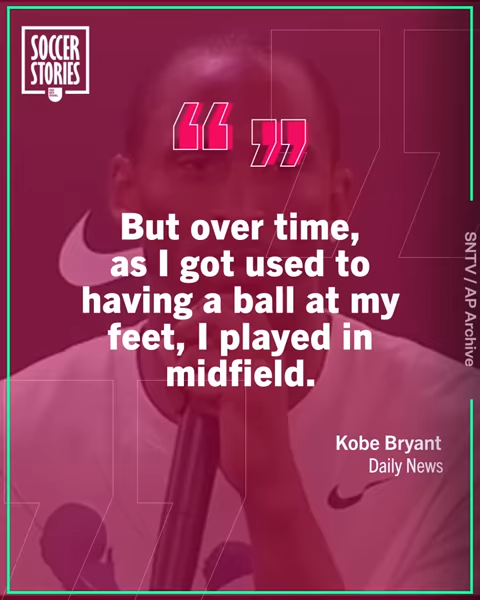 SOCCER
STORIES
“ ”
But over time,
as I got used to
having a ball at my
feet, I played in
midfield.
Kobe Bryant
Daily News
SNTV / AP Archive